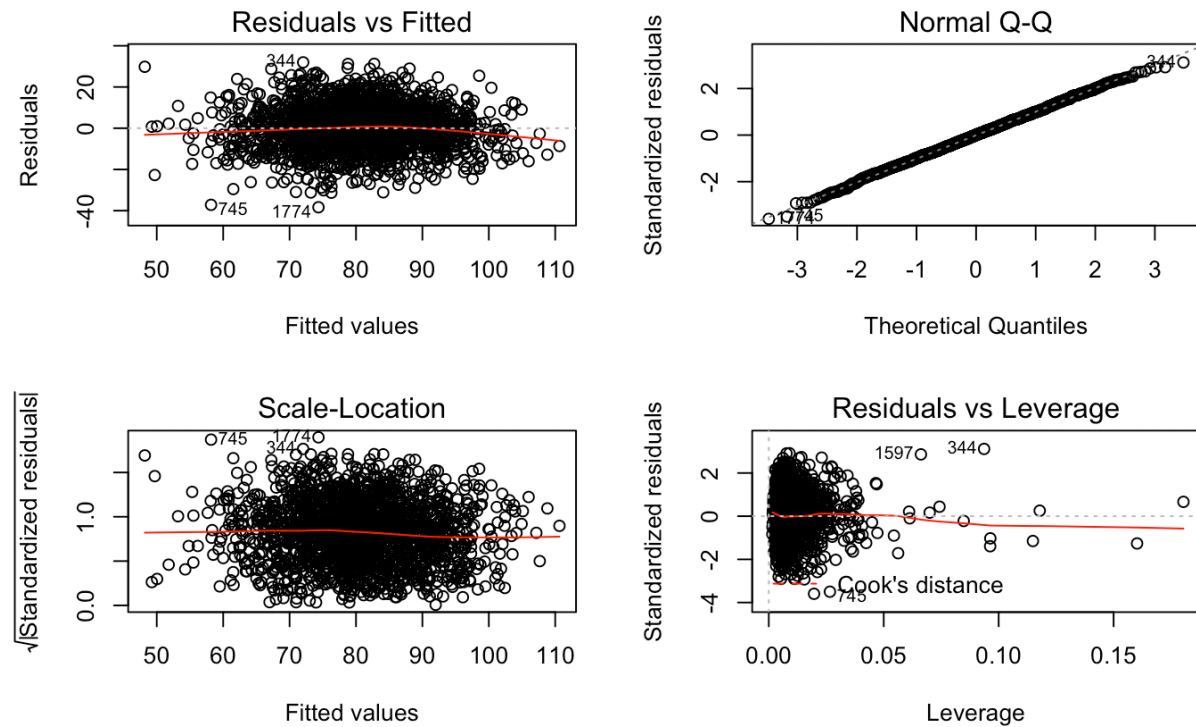 Residuals vs Fitted
Residuals
20
0
-40
344
745
1774
50 60 70 80 90 100 110
Fitted values
Normal Q-Q
Standardized residuals
2
0
-2
344
745
1774
-3 -2 -1 0 1 2 3
Theoretical Quantiles
Scale-Location
√|Standardized residuals|
1.0
0.0
745
1774
344
50 60 70 80 90 100 110
Fitted values
Residuals vs Leverage
Standardized residuals
2
0
-2
-4
1597
344
Cook's distance
745
0.00 0.05 0.10 0.15
Leverage